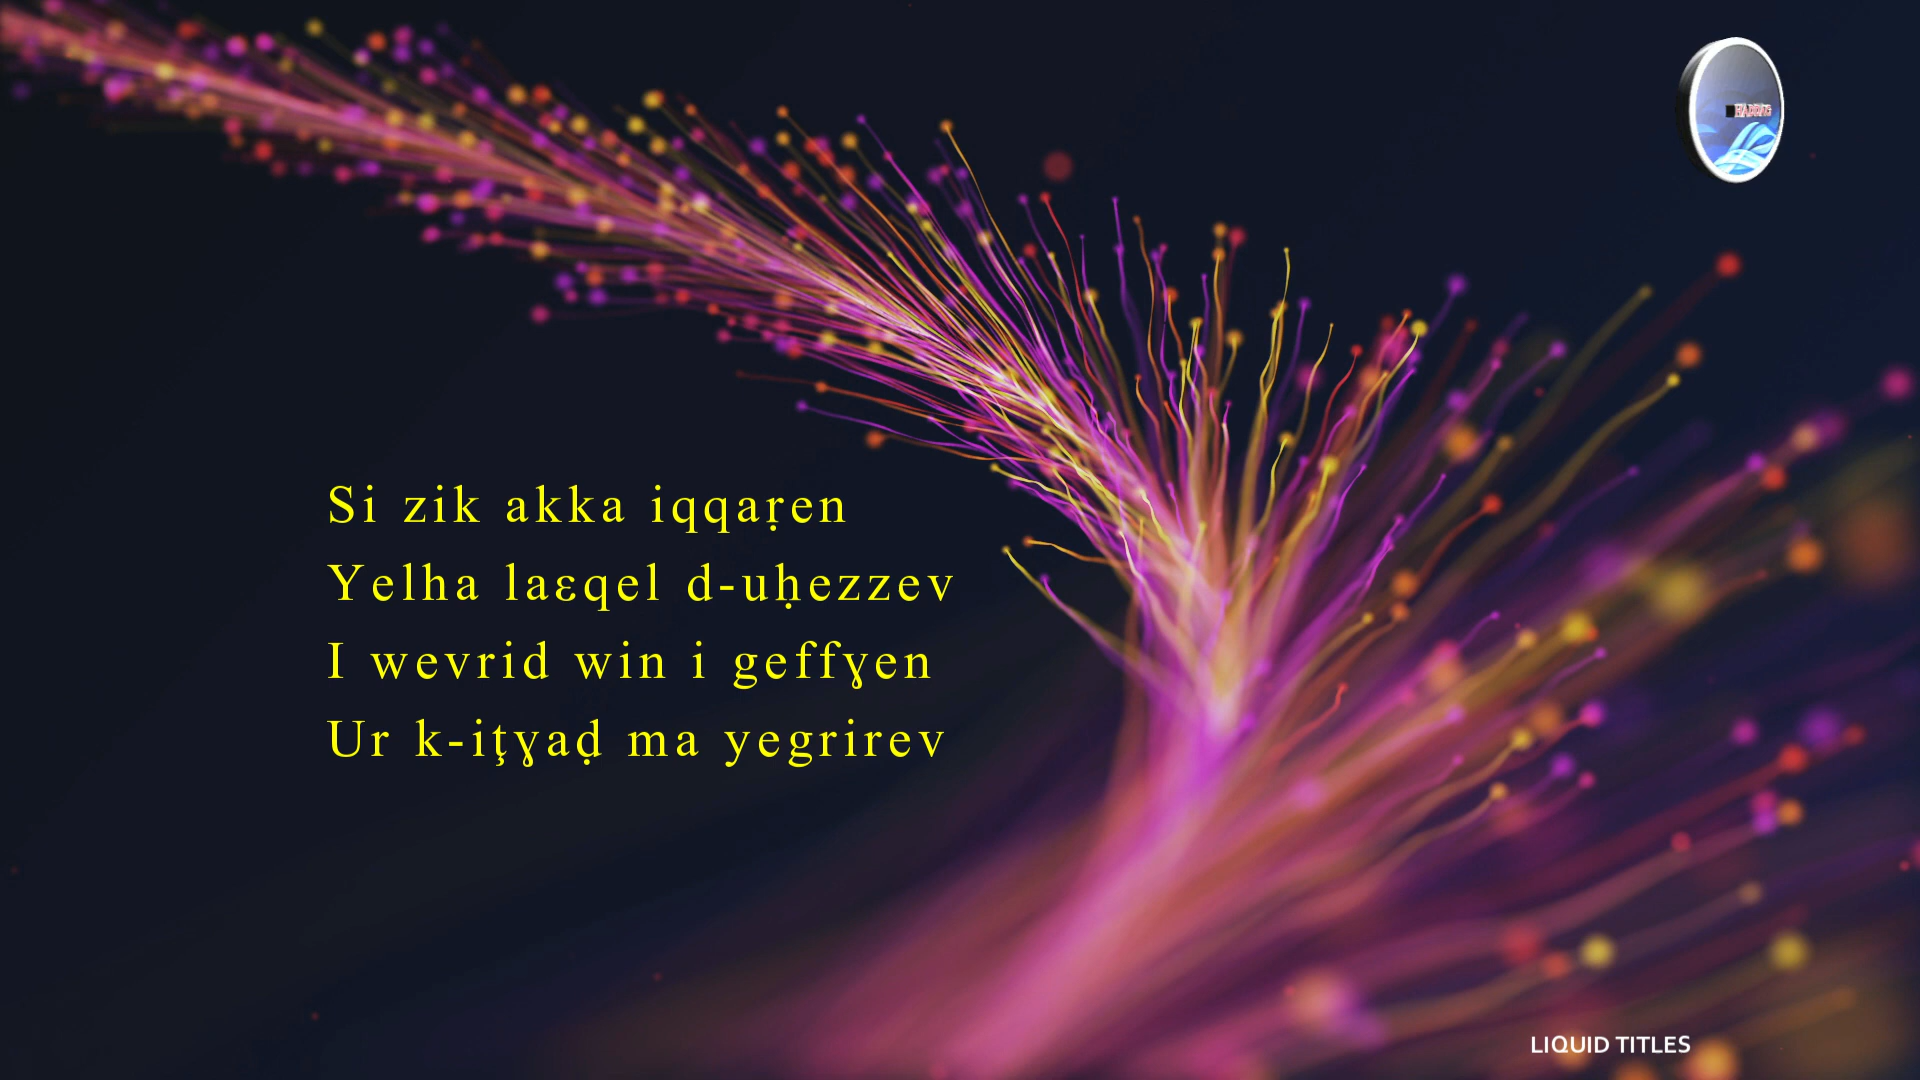 Si zik akka iqqaṛen
Yelha laɛqel d-uḥezzev
I wevrid win i geffɣen
Ur k-iţɣaḍ ma yegrirev
LIQUID TITLES